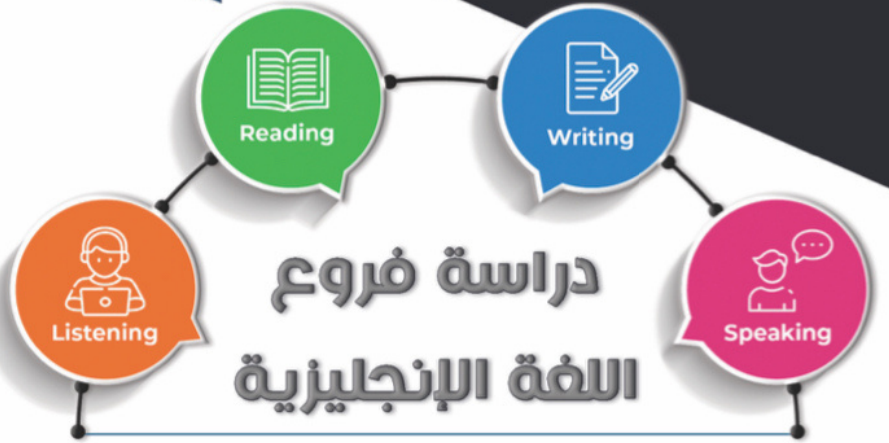 Reading
Writing
Listening
Speaking
دراسة فروع
اللغة الإنجليزية